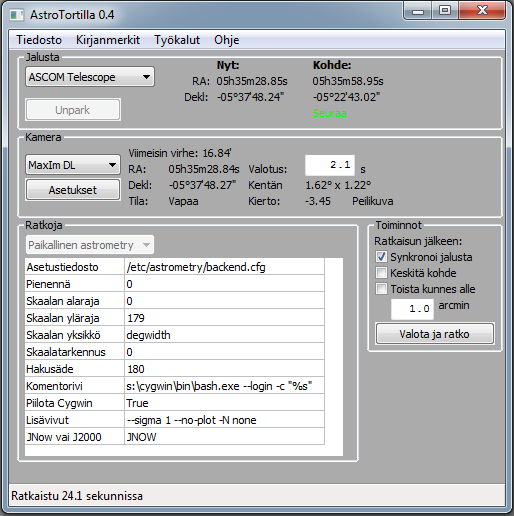 AstroTortilla 0.4
Tiedosto Kirjanmerkit Työkalut Ohje
Jalusta
ASCOM Telescope
Unpark
Nyt: Kohde:
RA: 05h35m28.85s 05h35m58.95s
Dekl: -05°37'48.24" -05°22'43.02"
Seuraa
Kamera
MaxIm DL
Asetukset
Viimeisin virhe: 16.84'
RA: 05h35m28.84s Valotus: 2.1 s
Dekl: -05°37'48.27" Kentän 1.62° x 1.22°
Tila: Vapaa Kierto: -3.45 Peilikuva
Ratkoja
Paikallinen astrometry
Asetustiedosto /etc/astrometry/backend.cfg
Pienennä 0
Skaalan alaraja 0
Skaalan yläraja 179
Skaalan yksikkö degwidth
Skaalatarkennus 0
Hakusäde 180
Komentorivi s:\cygwin\bin\bash.exe --login -c "%s"
Piilota Cygwin True
Lisävivut --sigma 1 --no-plot -N none
JNow vai J2000 JNOW
Toiminnot
Ratkaisun jälkeen:
Synkronoi jalusta
Keskitä kohde
Toista kunnes alle
1.0 arcmin
Valota ja ratko
Ratkaistu 24.1 sekunnissa